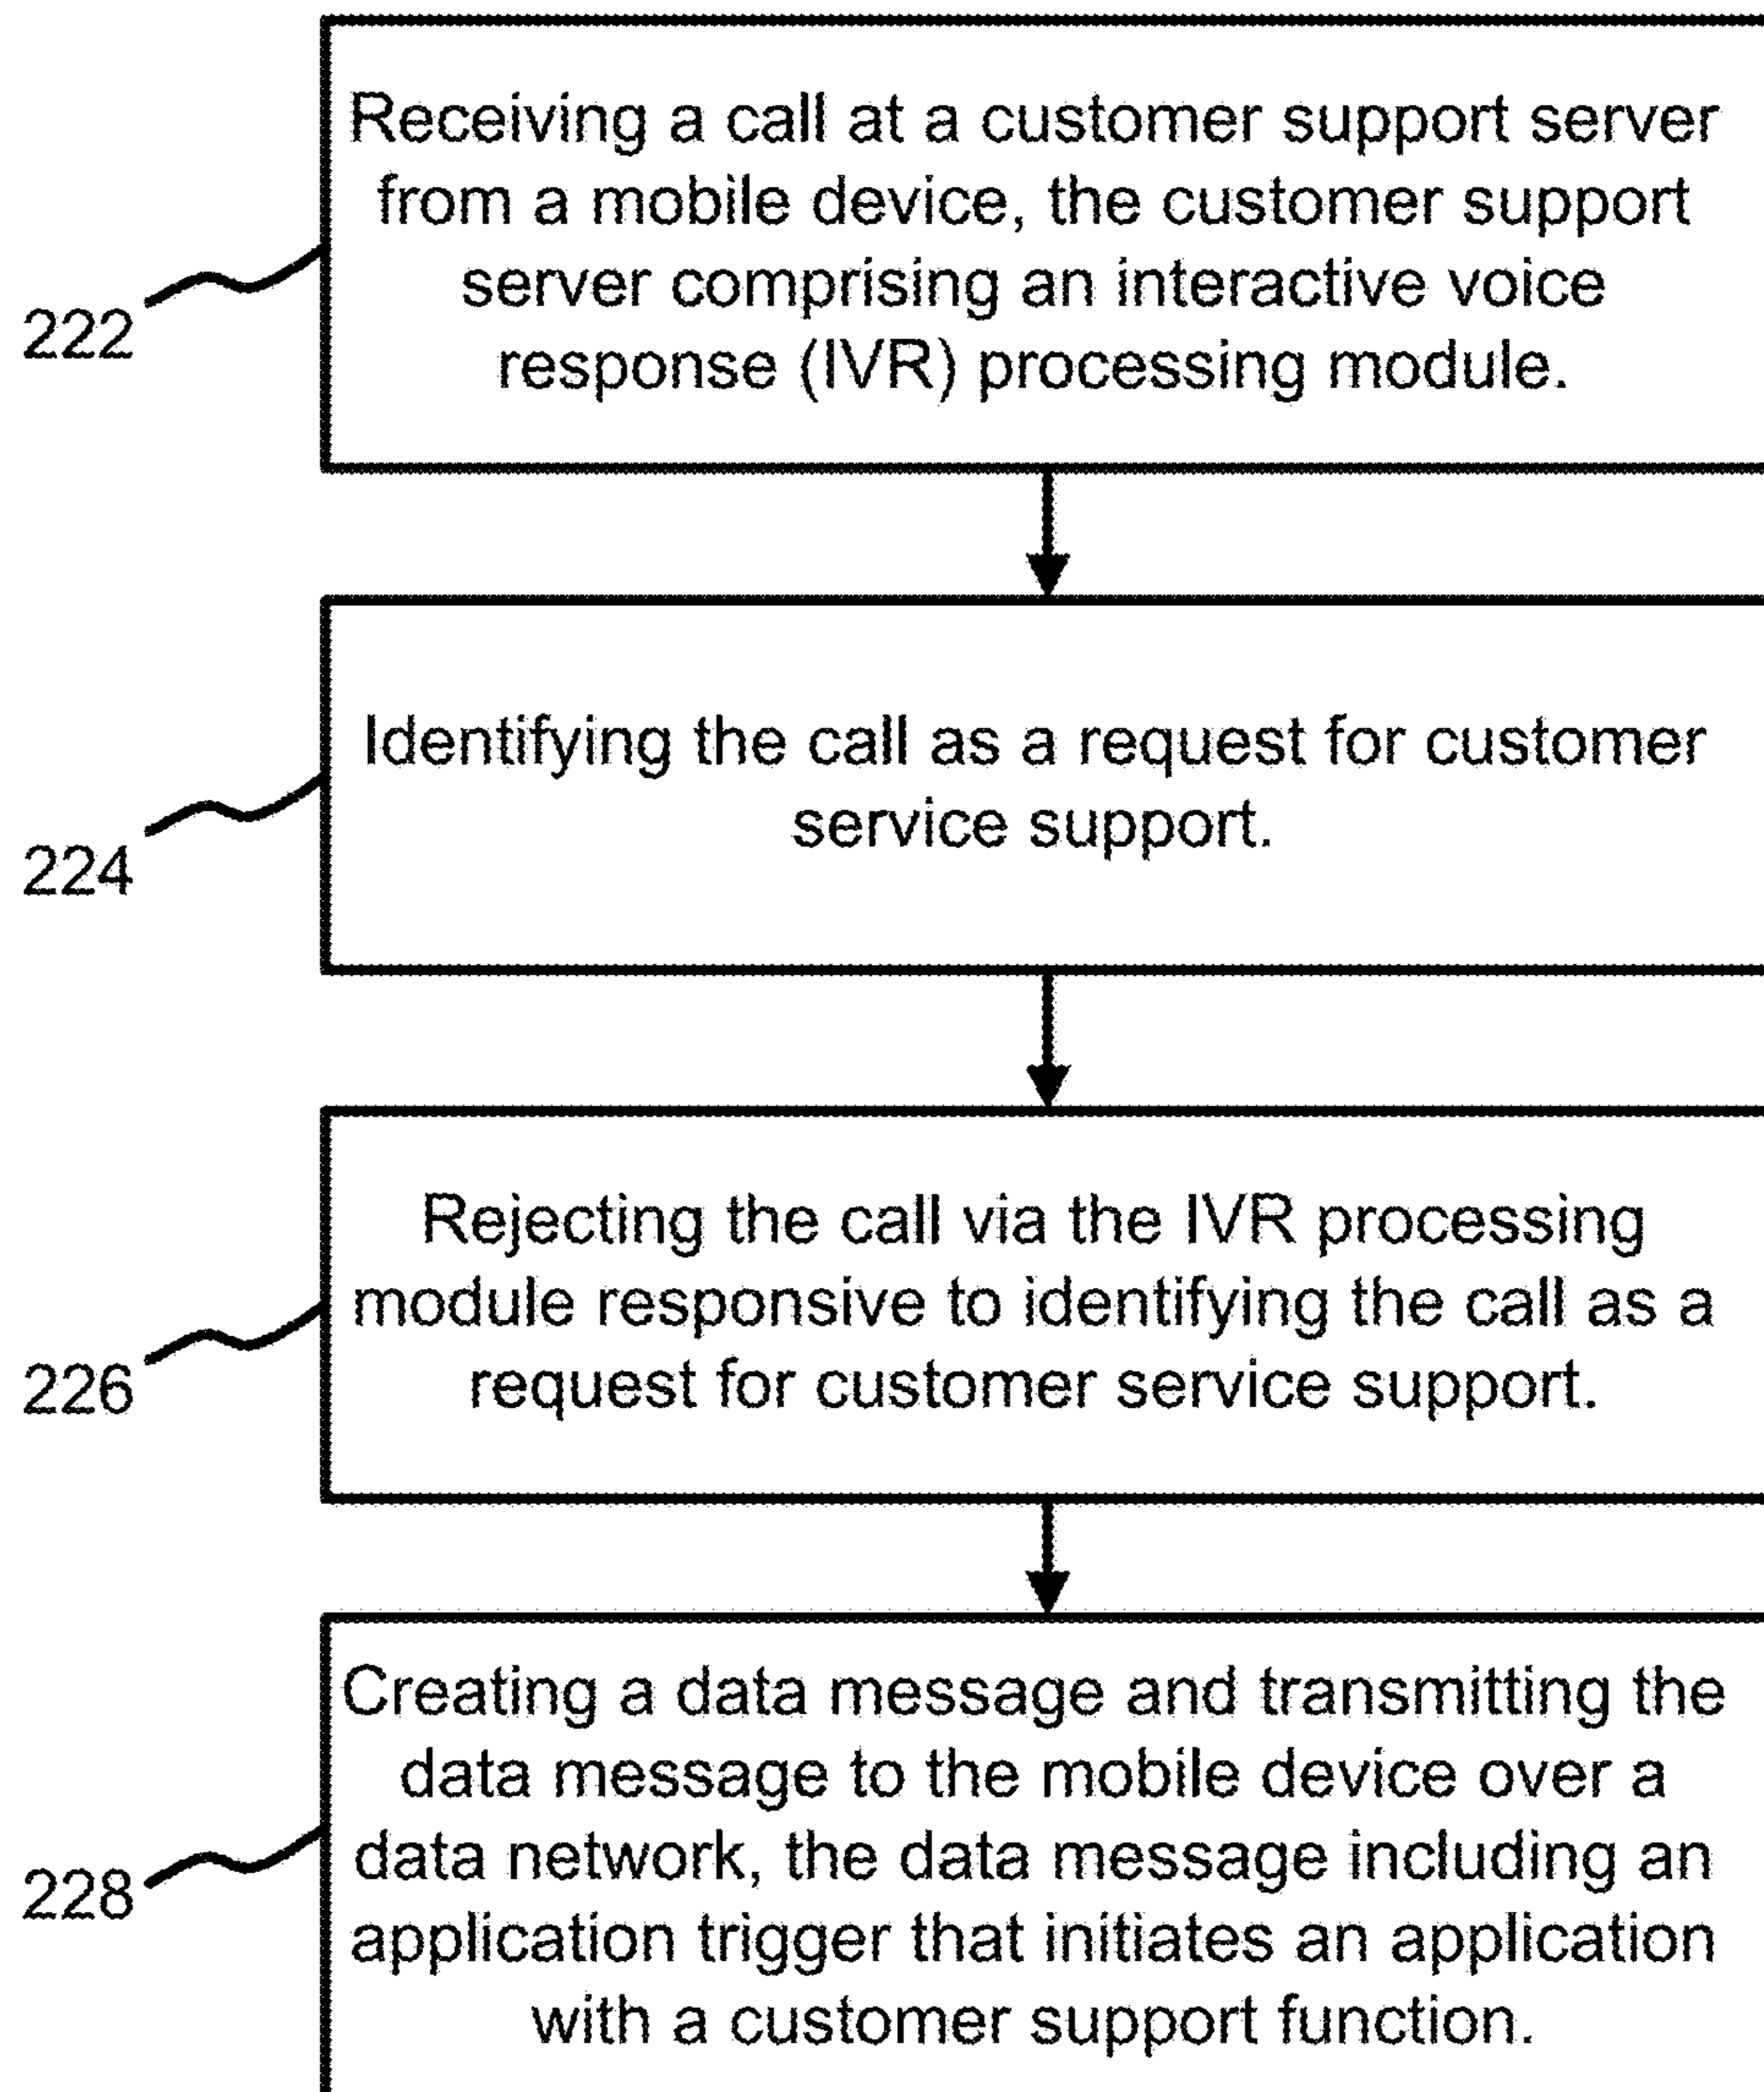 Receiving a call at a customer support server
from a mobile device, the customer support
server comprising an interactive voice
response (IVR) processing module.
222
Identifying the call as a request for customer
service support.
224
Rejecting the call via the IVR processing
module responsive to identifying the call as a
request for customer service support.
226
Creating a data message and transmitting the
data message to the mobile device over a
data network, the data message including an
application trigger that initiates an application
with a customer support function.
228